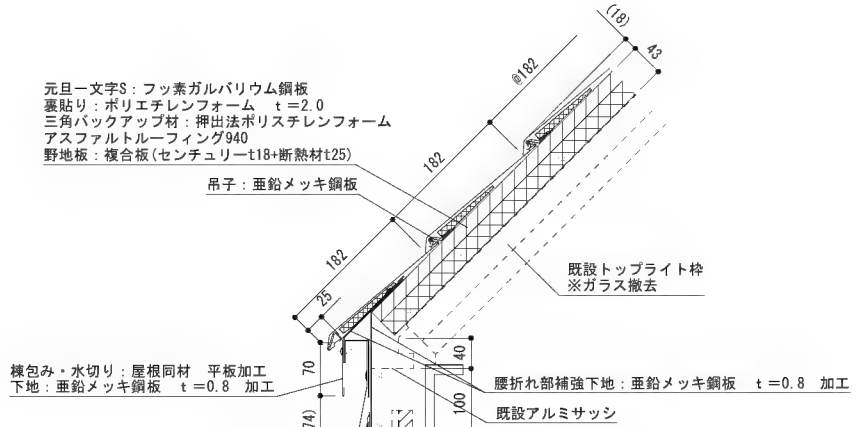 (18)
43
@182
元旦一文字S：フッ素ガルバリウム鋼板
裏貼り：ポリエチレンフォーム　t＝2.0
三角バックアップ材：押出法ポリスチレンフォーム
アスファルトルーフィング940
野地板：複合板(センチュリーt18+断熱材t25)
182
吊子：亜鉛メッキ鋼板
182
既設トップライト枠
※ガラス撤去
25
棟包み・水切り：屋根同材　平板加工
下地：亜鉛メッキ鋼板　t＝0.8　加工
70
40
腰折れ部補強下地：亜鉛メッキ鋼板　t＝0.8　加工
100
既設アルミサッシ
74)